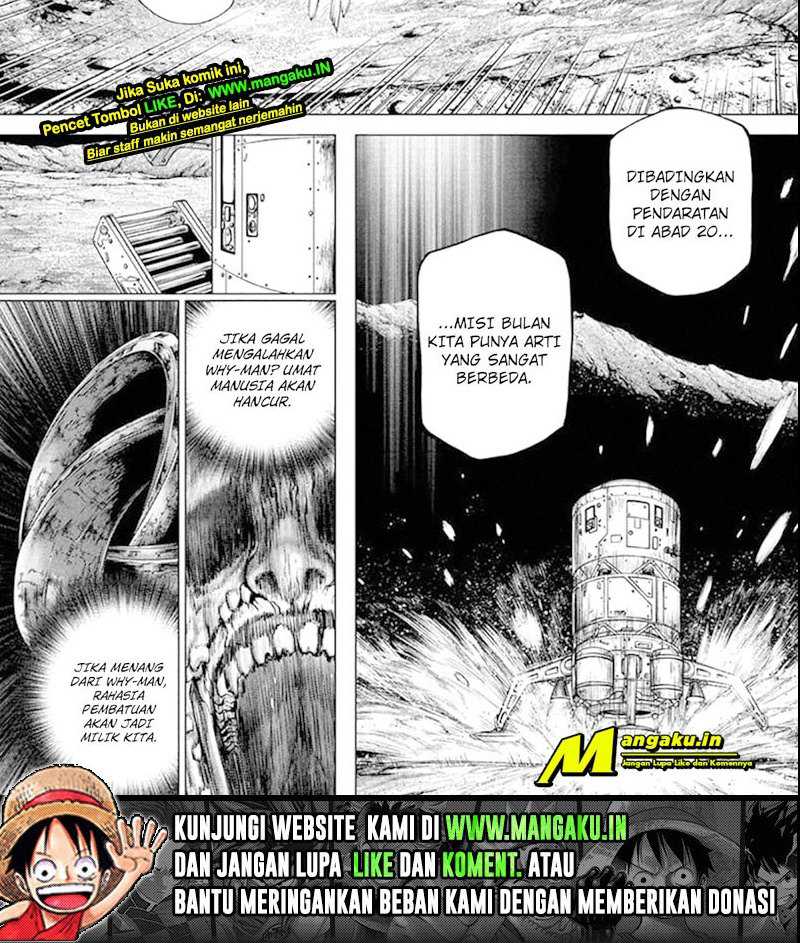 Jika Suka komik ini,
Pencet Tombol LIKE, Di: www.mangaku.IN
Bukan di website lain
Biar staff makin semangat nerjemahin
DIBADINGKAN
DENGAN
PENDARATAN
DI ABAD 20...
...MISI BULAN
KITA PUNYA ARTI
YANG SANGAT
BERBEDA.
JIKA GAGAL
MENGALAHKAN
WHY-MAN? UMAT
MANUSIA AKAN
HANCUR.
JIKA MENANG
DARI WHY-MAN,
RAHASIA
PEMBATUAN
AKAN JADI
MILIK KITA.
Mangaku.in
Jangan Lupa Like dan Komennya
KUNJUNGI WEBSITE KAMI DI WWW.MANGAKU.IN
DAN JANGAN LUPA LIKE DAN KOMENT. ATAU
BANTU MERINGANKAN BEBAN KAMI DENGAN MEMBERIKAN DONASI